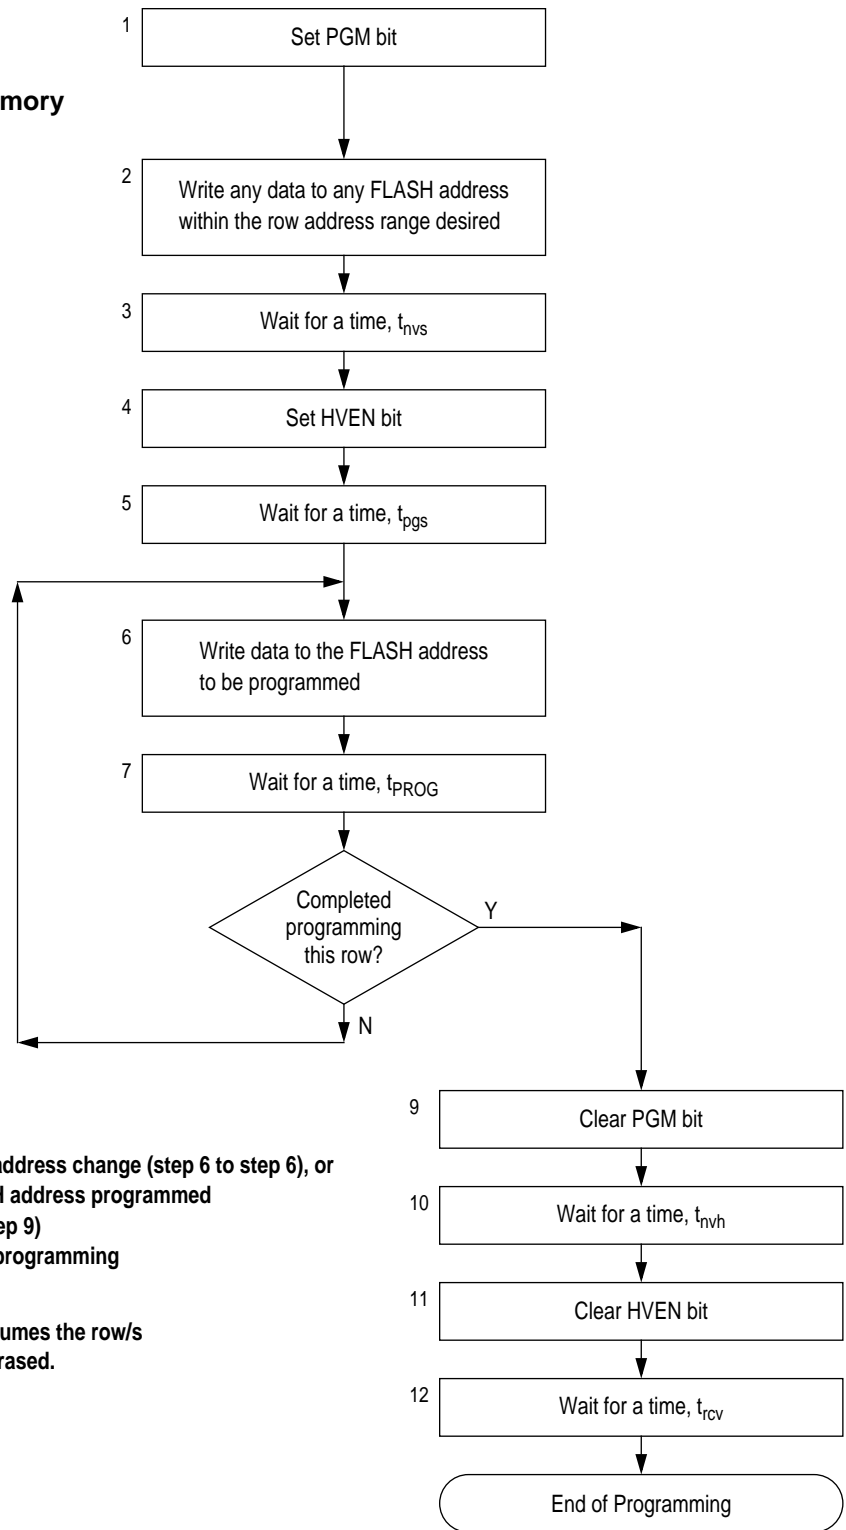 1
Set PGM bit
mory
2
Write any data to any FLASH address
within the row address range desired
3
Wait for a time, tnvs
4
Set HVEN bit
5
Wait for a time, tpgs
6
Write data to the FLASH address
to be programmed
7
Wait for a time, tPROG
Completed
programming
this row?
Y
N
9
Clear PGM bit
address change (step 6 to step 6), or
H address programmed
ep 9)
programming
10
Wait for a time, tnvh
11
Clear HVEN bit
umes the row/s
rased.
12
Wait for a time, trcv
End of Programming